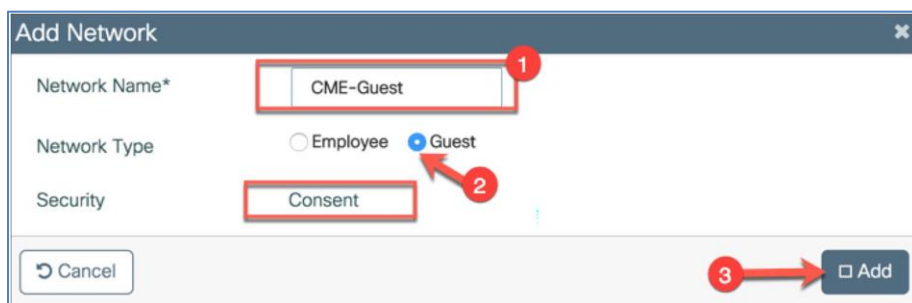 Add Network
Network Name* CME-Guest 1
Network Type Employee Guest
2
Security Consent
Cancel 3 Add